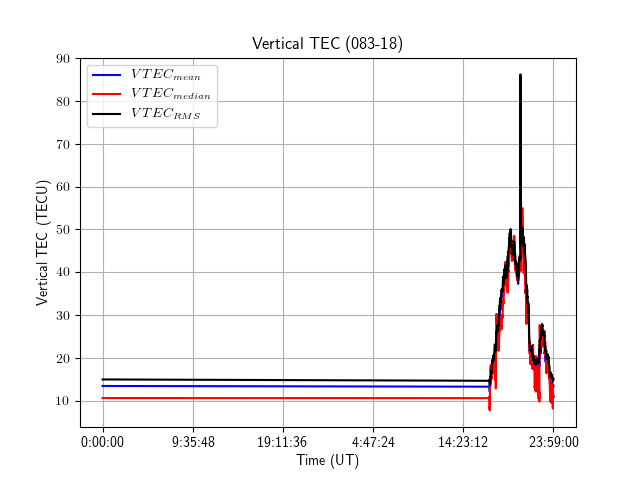 Vertical TEC (083-18)
90
80
70
60
50
40
30
20
10
Vertical TEC (TECU)
VTEC_mean
VTEC_median
VTEC_RMS
0:00:00 9:35:48 19:11:36 4:47:24 14:23:12 23:59:00
Time (UT)